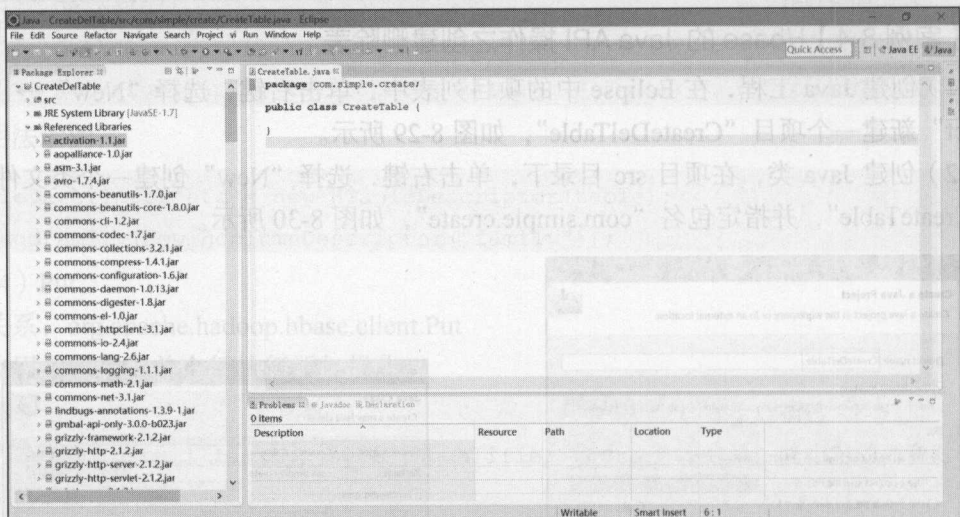 Java - CreateDelTable/src/com/simple/create/CreateTable.java - Eclipse
File Edit Source Refactor Navigate Search Project vi Run Window Help
Quick Access
Java EE
Java
Package Explorer
CreateDelTable
src
JRE System Library [JavaSE-1.7]
Referenced Libraries
activation-1.1.jar
aopalliance-1.0.jar
asm-3.1.jar
avro-1.7.4.jar
commons-beanutils-1.7.0.jar
commons-beanutils-core-1.8.0.jar
commons-cli-1.2.jar
commons-codec-1.7.jar
commons-collections-3.2.1.jar
commons-compress-1.4.1.jar
commons-configuration-1.6.jar
commons-daemon-1.0.13.jar
commons-digester-1.8.jar
commons-el-1.0.jar
commons-httpclient-3.1.jar
commons-io-2.4.jar
commons-lang-2.6.jar
commons-logging-1.1.1.jar
commons-math-2.1.jar
commons-net-3.1.jar
findbugs-annotations-1.3.9-1.jar
gmbal-api-only-3.0.0-b023.jar
grizzly-framework-2.1.2.jar
grizzly-http-2.1.2.jar
grizzly-http-server-2.1.2.jar
grizzly-http-servlet-2.1.2.jar
CreateTable.java
package com.simple.create;
public class CreateTable {
}
Problems Javadoc Declaration
0 items
Description Resource Path Location Type
Writable Smart Insert 6 : 1